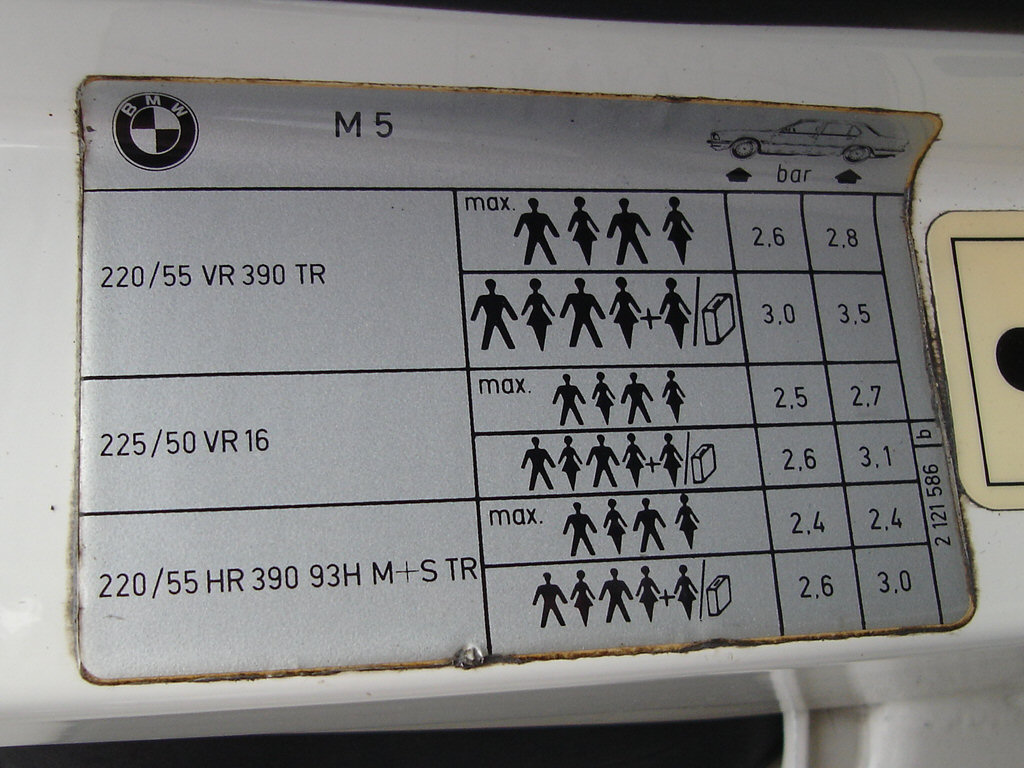 BMW
M 5
bar
220/55 VR 390 TR
max.
2,6 2,8
3,0 3,5
225/50 VR 16
max.
2,5 2,7
2,6 3,1
220/55 HR 390 93H M+S TR
max.
2,4 2,4
2,6 3,0
2 121 586 b